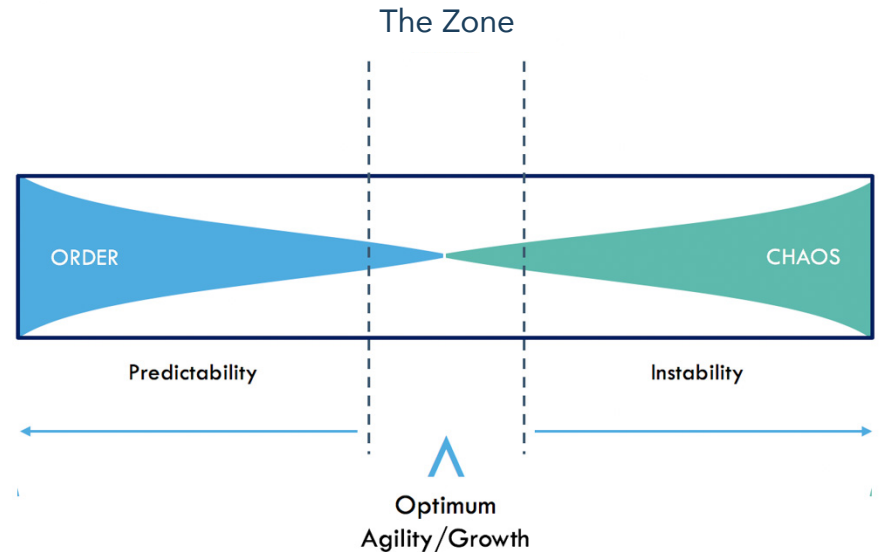 The Zone
ORDER
CHAOS
Predictability
Instability
Optimum
Agility/Growth